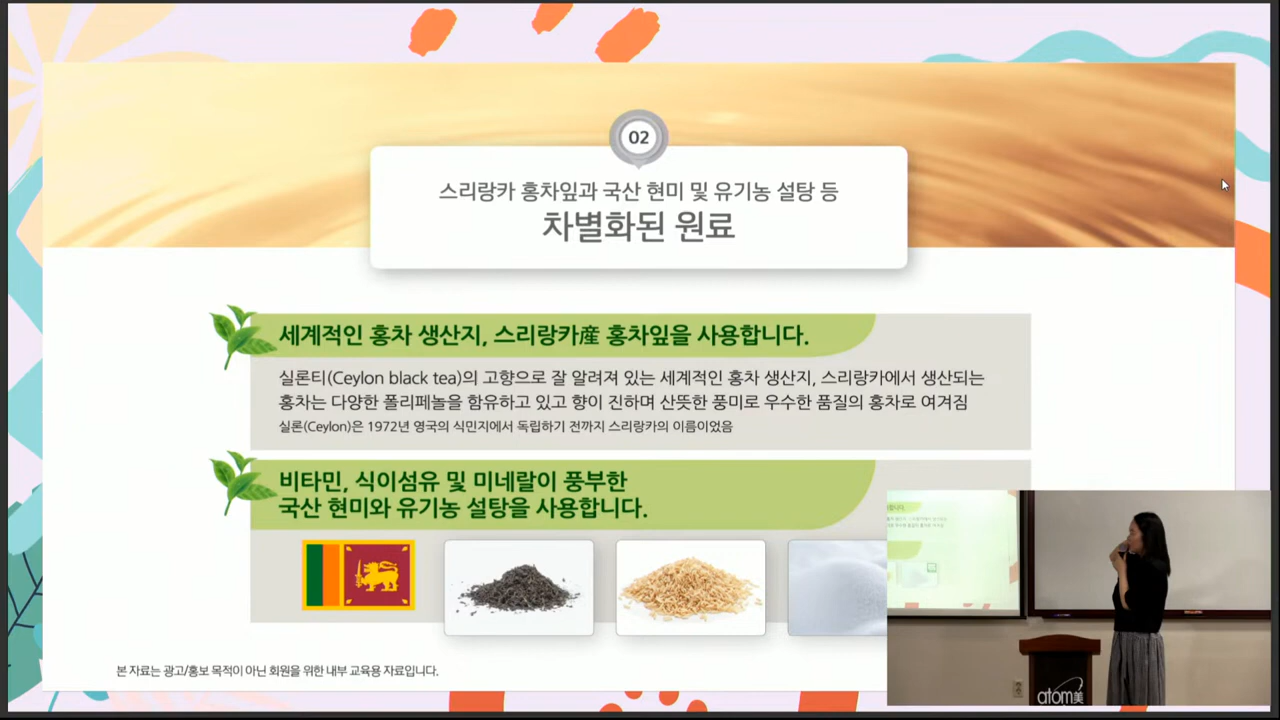 02
스리랑카 홍차잎과 국산 현미 및 유기농 설탕 등
차별화된 원료
세계적인 홍차 생산지, 스리랑카産 홍차잎을 사용합니다.
실론티(Ceylon black tea)의 고향으로 잘 알려져 있는 세계적인 홍차 생산지, 스리랑카에서 생산되는
홍차는 다양한 폴리페놀을 함유하고 있고 향이 진하며 산뜻한 풍미로 우수한 품질의 홍차로 여겨짐
실론(Ceylon)은 1972년 영국의 식민지에서 독립하기 전까지 스리랑카의 이름이었음
비타민, 식이섬유 및 미네랄이 풍부한
국산 현미와 유기농 설탕을 사용합니다.
본 자료는 광고/홍보 목적이 아닌 회원을 위한 내부 교육용 자료입니다.
atom美